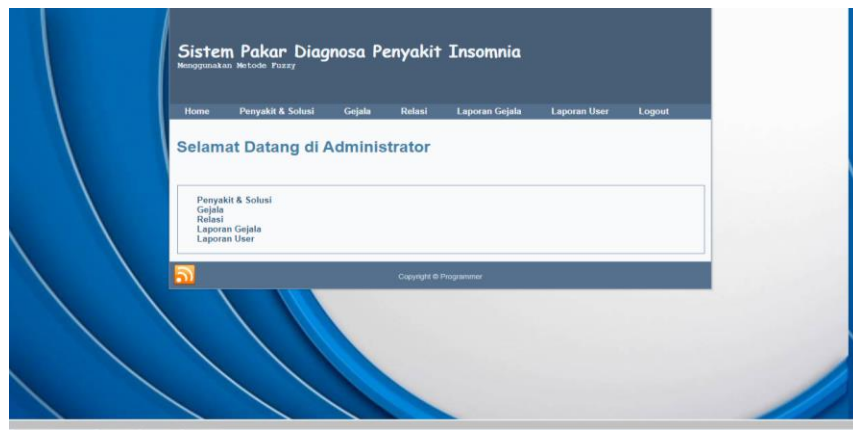 Sistem Pakar Diagnosa Penyakit Insomnia
Menggunakan Metode Fuzzy
Home Penyakit & Solusi Gejala Relasi Laporan Gejala Laporan User Logout
Selamat Datang di Administrator
Penyakit & Solusi
Gejala
Relasi
Laporan Gejala
Laporan User
Copyright © Programmer